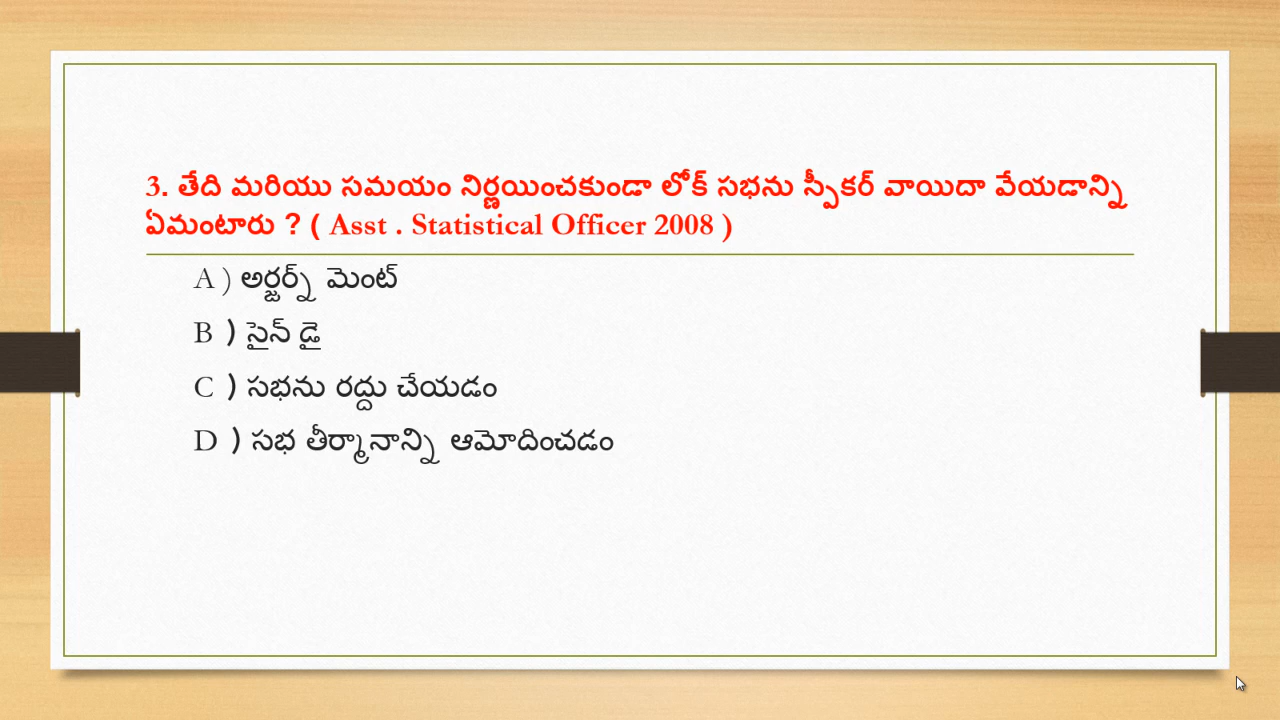 3. తేది మరియు సమయం నిర్ణయించకుండా లోక్ సభను స్పీకర్ వాయిదా వేయడాన్ని
ఏమంటారు ? ( Asst . Statistical Officer 2008 )
A ) అర్జర్న్ మెంట్
B ) సైన్ డై
C ) సభను రద్దు చేయడం
D ) సభ తీర్మానాన్ని ఆమోదించడం